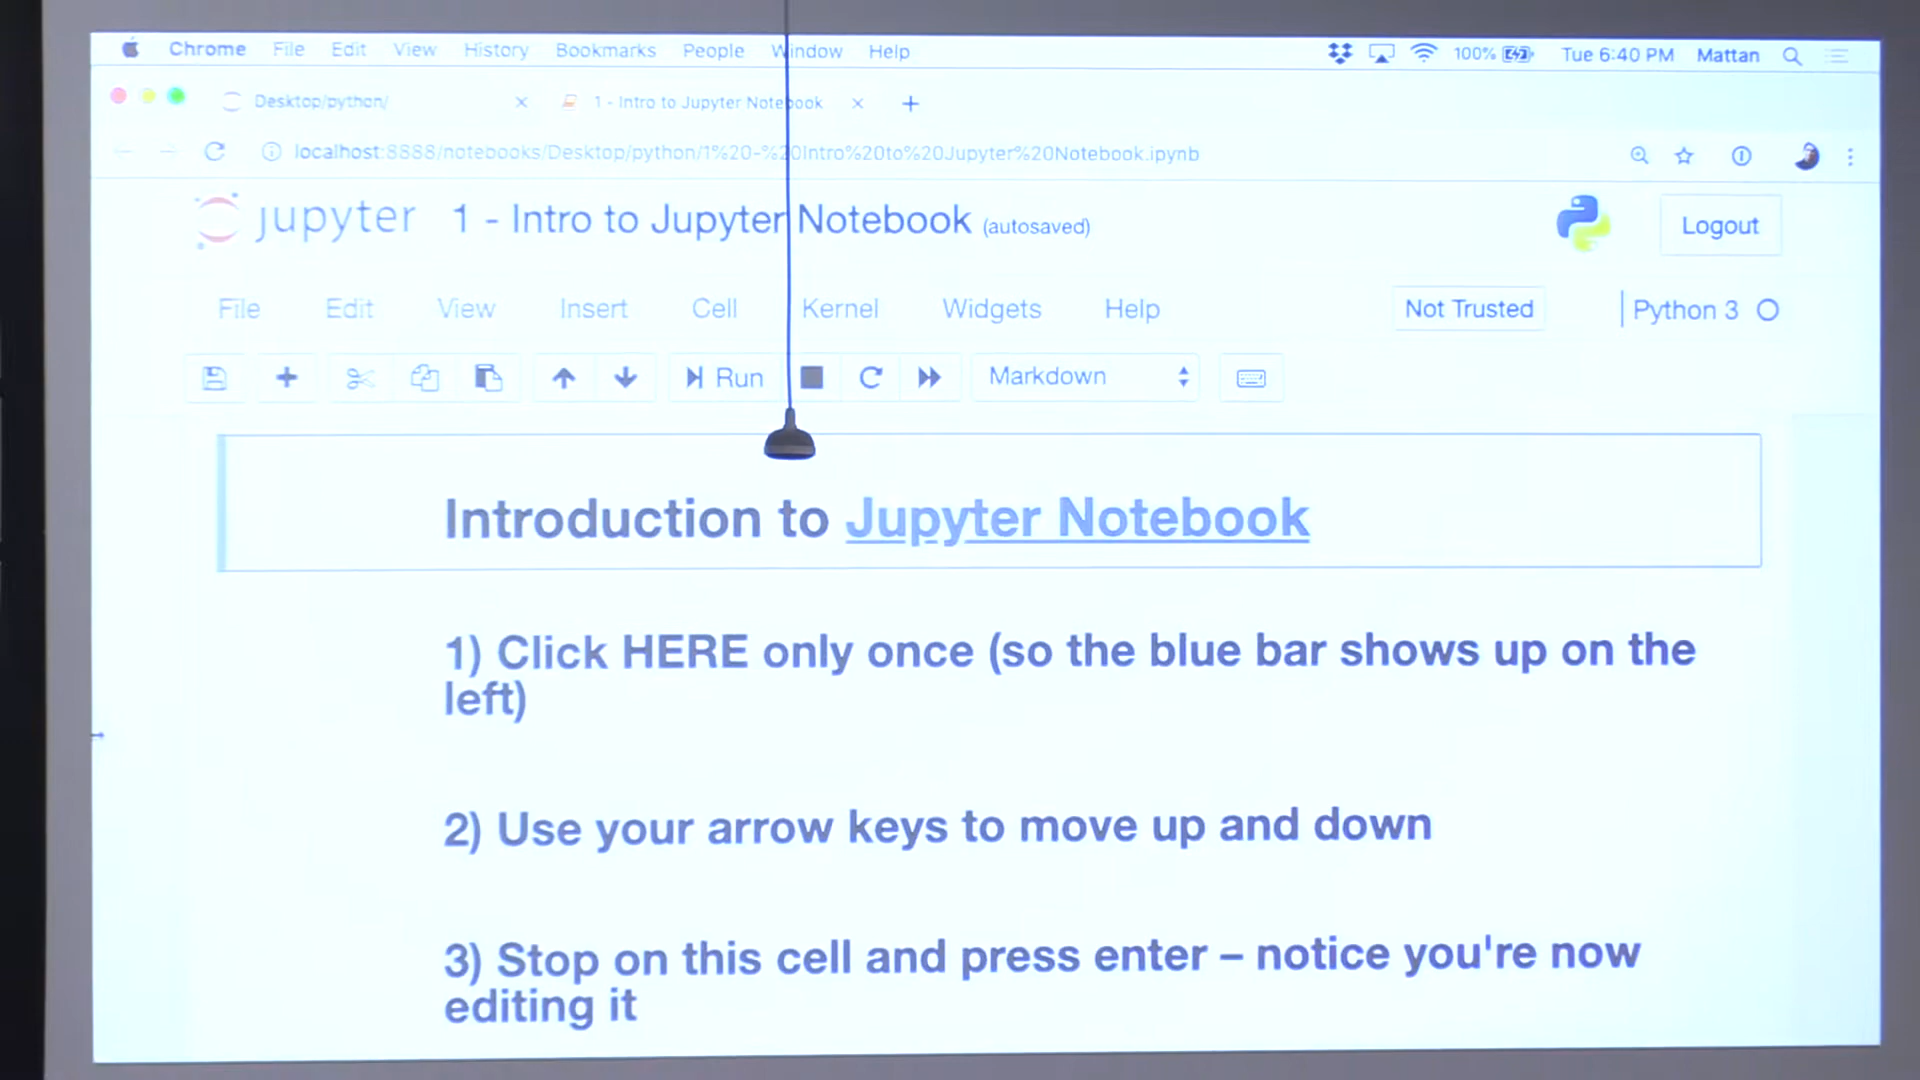 Chrome File Edit View History Bookmarks People Window Help 100% Tue 6:40 PM Mattan
Desktop/python/ 1 - Intro to Jupyter Notebook
localhost:8888/notebooks/Desktop/python/1%20-%20Intro%20to%20Jupyter%20Notebook.ipynb
jupyter 1 - Intro to Jupyter Notebook (autosaved) Logout
File Edit View Insert Cell Kernel Widgets Help Not Trusted Python 3
Run Markdown
Introduction to Jupyter Notebook
1) Click HERE only once (so the blue bar shows up on the
left)
2) Use your arrow keys to move up and down
3) Stop on this cell and press enter – notice you're now
editing it